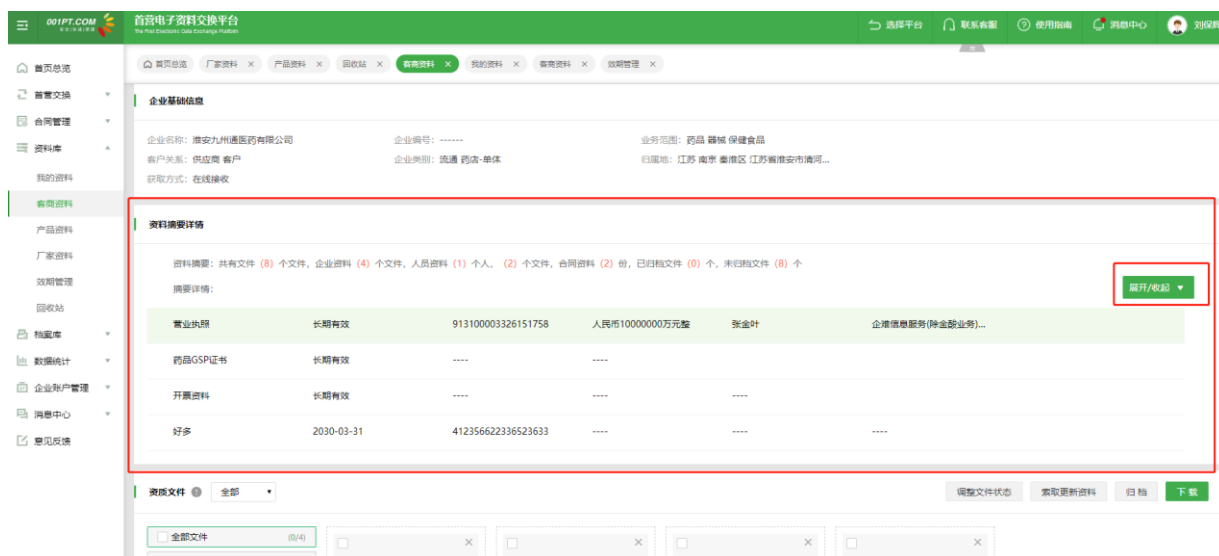 001PT.COM
首营电子资料交换平台
The First Electronic Data Exchange Platform
选择平台 联系客服 使用指南 消息中心
首页总览 厂家资料 × 产品资料 × 回收站 × 客商资料 × 我的资料 × 客商资料 × 效期管理 ×
首页总览
首营交换
合同管理
资料库
我的资料
客商资料
产品资料
厂家资料
效期管理
回收站
档案库
数据统计
企业账户管理
消息中心
意见反馈
企业基础信息
企业名称：淮安九州通医药有限公司 企业编号：------ 业务范围：药品 器械 保健食品
客户关系：供应商 客户 企业类别：流通 药店-单体 归属地：江苏 南京 秦淮区 江苏省淮安市清河...
获取方式：在线接收
资料摘要详情
资料摘要：共有文件（8）个文件，企业资料（4）个文件，人员资料（1）个人，（2）个文件，合同资料（2）份，已归档文件（0）个，未归档文件（8）个
摘要详情：
展开/收起 ▼
营业执照 长期有效 913100003326151758 人民币10000000万元整 张金叶 企准信息服务(除金融业务)...
药品GSP证书 长期有效 ---- ----
开票资料 长期有效 ---- ---- ----
好多 2030-03-31 412356622336523633 ---- ---- ----
资质文件 全部
调整文件状态 索取更新资料 归档 下载
全部文件 (0/4)